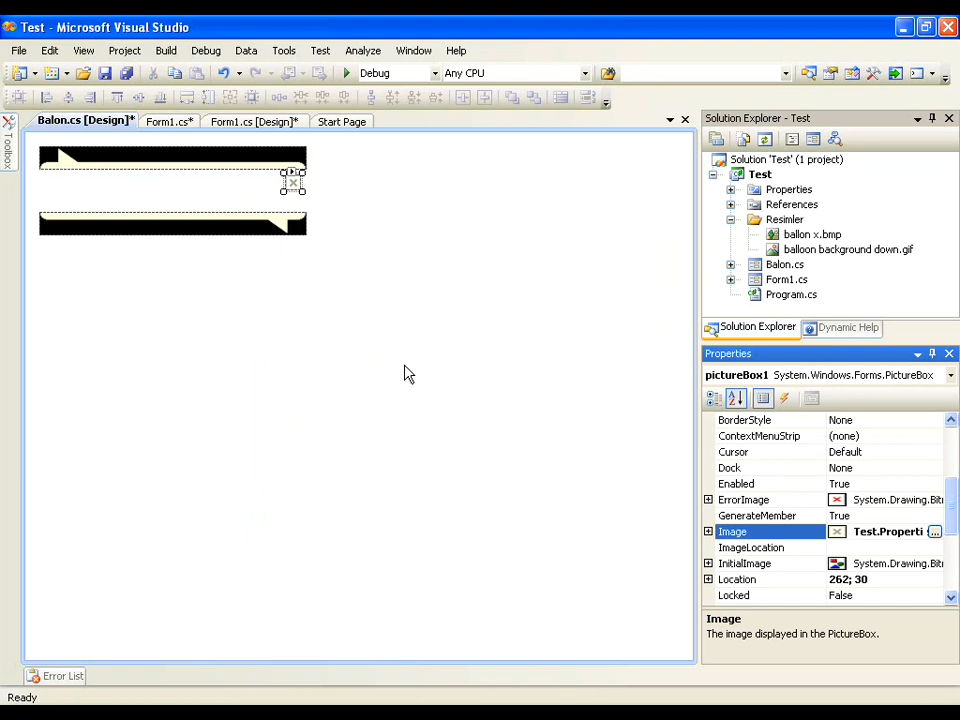 Test - Microsoft Visual Studio
File Edit View Project Build Debug Data Tools Test Analyze Window Help
Debug Any CPU
Balon.cs [Design]* Form1.cs* Form1.cs [Design]* Start Page
Toolbox
Solution Explorer - Test
Solution 'Test' (1 project)
Test
Properties
References
Resimler
ballon x.bmp
balloon background down.gif
Balon.cs
Form1.cs
Program.cs
Solution Explorer Dynamic Help
Properties
pictureBox1 System.Windows.Forms.PictureBox
BorderStyle None
ContextMenuStrip (none)
Cursor Default
Dock None
Enabled True
ErrorImage System.Drawing.Bit
GenerateMember True
Image Test.Properti
ImageLocation
InitialImage System.Drawing.Bit
Location 262; 30
Locked False
Image
The image displayed in the PictureBox.
Error List
Ready